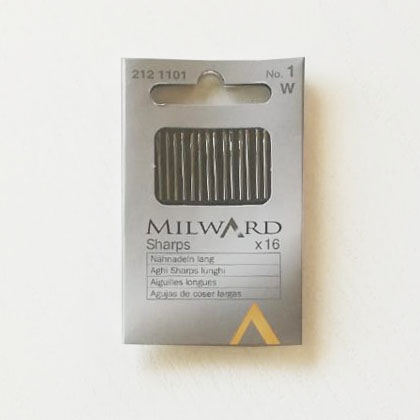 212 1101
No. 1
W
MILWARD
Sharps x16
Nähnadeln lang
Aghi Sharps lunghi
Aiguilles longues
Agujas de coser largas